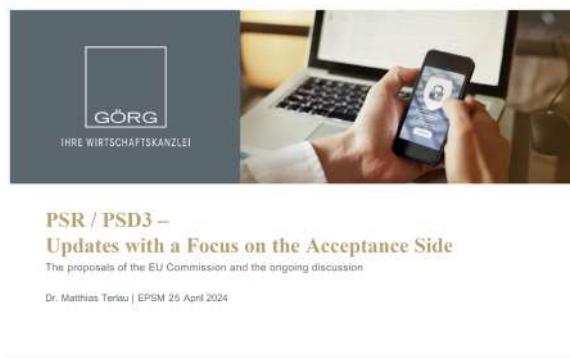 GÖRG
IHRE WIRTSCHAFTSKANZLEI
PSR / PSD3 –
Updates with a Focus on the Acceptance Side
The proposals of the EU Commission and the ongoing discussion
Dr. Matthias Terlau | EPSM 25 April 2024